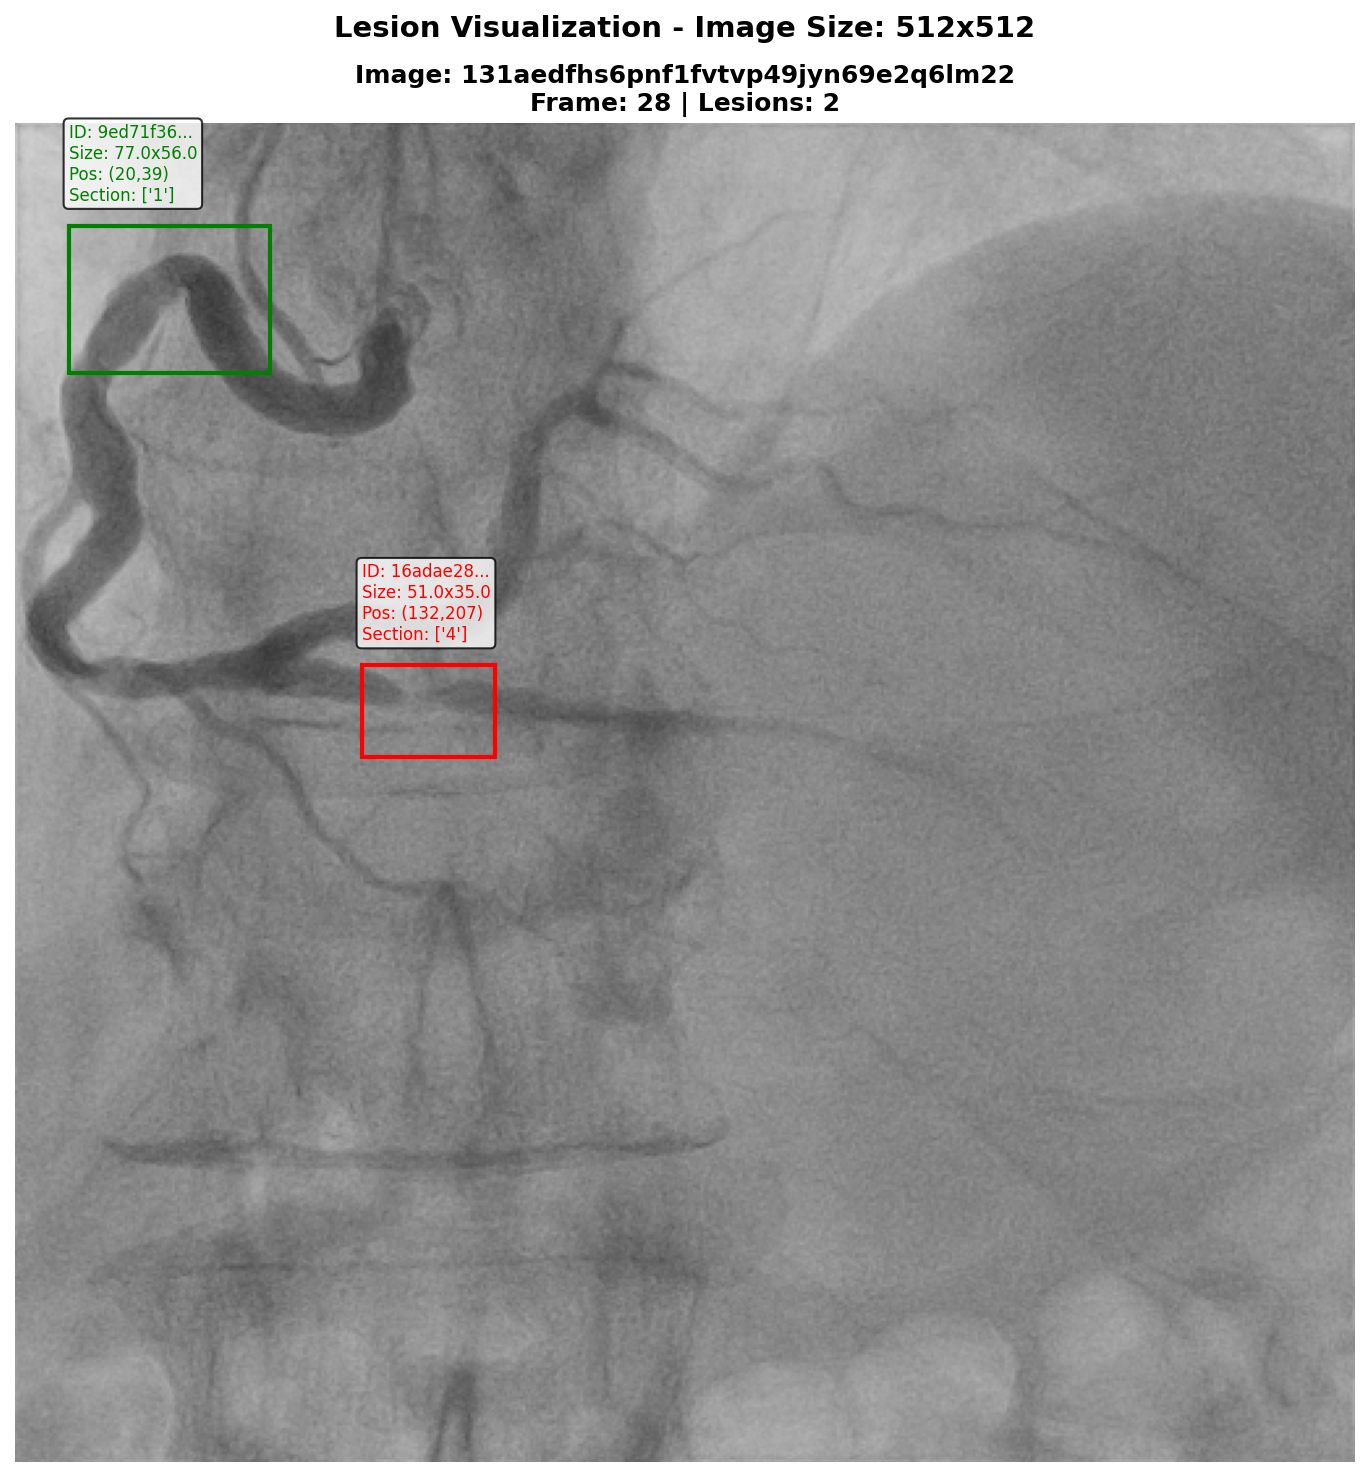 Lesion Visualization - Image Size: 512x512
Image: 131aedfhs6pnf1fvtvp49jyn69e2q6lm22
Frame: 28 | Lesions: 2
ID: 9ed71f36...
Size: 77.0x56.0
Pos: (20,39)
Section: ['1']
ID: 16adae28...
Size: 51.0x35.0
Pos: (132,207)
Section: ['4']